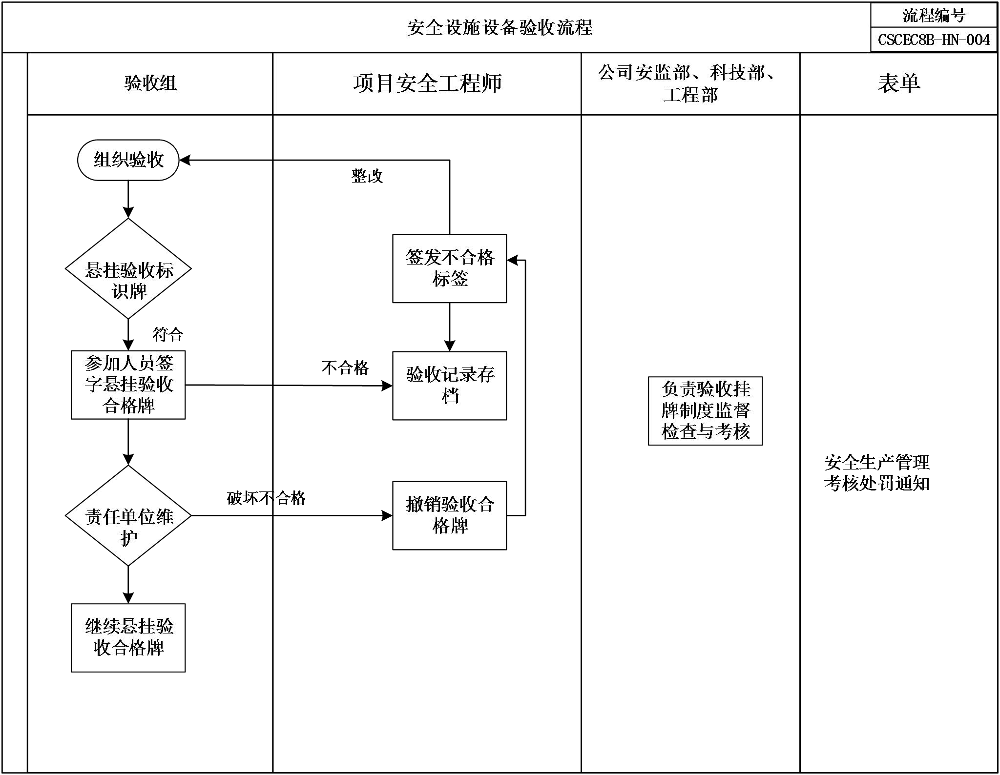 安全设施设备验收流程
流程编号
CSCEC8B-HN-004
验收组
项目安全工程师
公司安监部、科技部、
工程部
表单
组织验收
整改
悬挂验收标
识牌
签发不合格
标签
符合
参加人员签
字悬挂验收
合格牌
不合格
验收记录存
档
负责验收挂
牌制度监督
检查与考核
安全生产管理
考核处罚通知
责任单位维
护
破坏不合格
撤销验收合
格牌
继续悬挂验
收合格牌